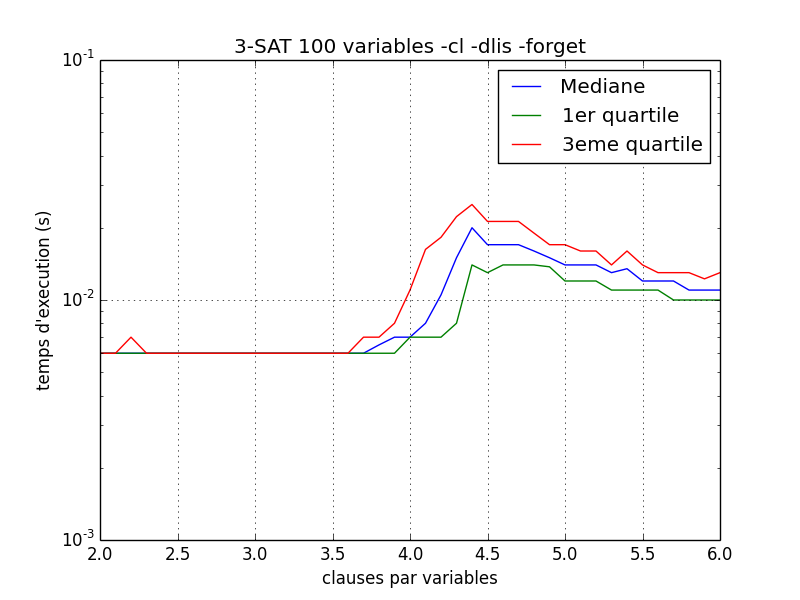 3-SAT 100 variables -cl -dlis -forget
Mediane
1er quartile
3eme quartile
temps d'execution (s)
10^-1
10^-2
10^-3
2.0 2.5 3.0 3.5 4.0 4.5 5.0 5.5 6.0
clauses par variables